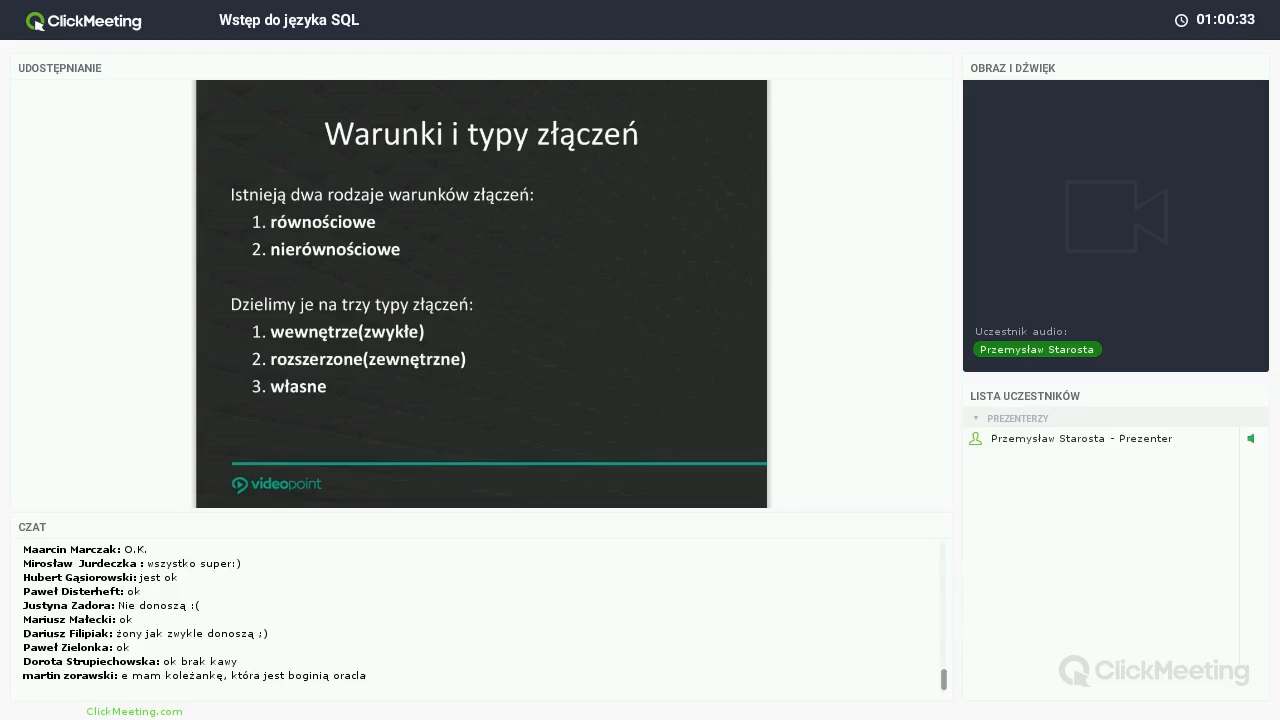 ClickMeeting
Wstęp do języka SQL
01:00:33
UDOSTĘPNIANIE
Warunki i typy złączeń
Istnieją dwa rodzaje warunków złączeń:
1. równościowe
2. nierównościowe
Dzielimy je na trzy typy złączeń:
1. wewnętrze(zwykłe)
2. rozszerzone(zewnętrzne)
3. własne
videopoint
OBRAZ I DŹWIĘK
Uczestnik audio:
Przemysław Starosta
LISTA UCZESTNIKÓW
PREZENTERZY
Przemysław Starosta - Prezenter
CZAT
Maarcin Marczak: O.K.
Mirosław Jurdeczka : wszystko super:)
Hubert Gąsiorowski: jest ok
Paweł Disterheft: ok
Justyna Zadora: Nie donoszą :(
Mariusz Małecki: ok
Dariusz Filipiak: żony jak zwykle donoszą ;)
Paweł Zielonka: ok
Dorota Strupiechowska: ok brak kawy
martin zorawski: e mam koleżankę, która jest boginią oracla
ClickMeeting
ClickMeeting.com